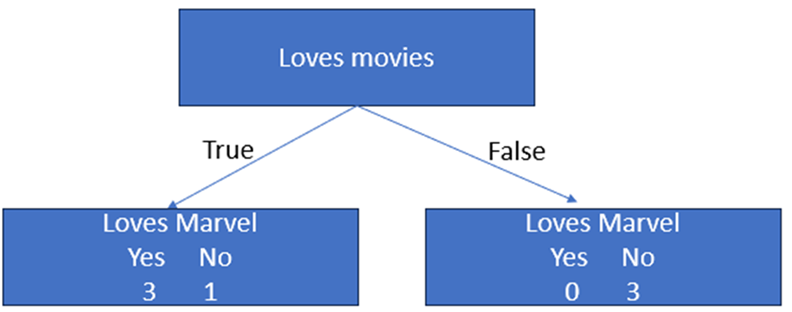 Loves movies
True
False
Loves Marvel
Yes No
3 1
Loves Marvel
Yes No
0 3